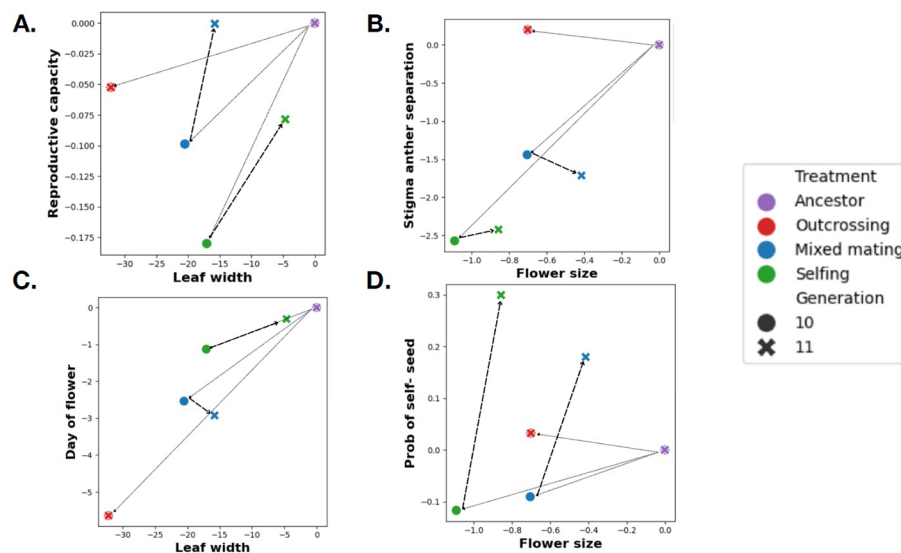 A.
Reproductive capacity
0.000
−0.025
−0.050
−0.075
−0.100
−0.125
−0.150
−0.175
−30 −25 −20 −15 −10 −5 0
Leaf width
B.
Stigma anther separation
0.0
−0.5
−1.0
−1.5
−2.0
−2.5
−1.0 −0.8 −0.6 −0.4 −0.2 0.0
Flower size
C.
Day of flower
0
−1
−2
−3
−4
−5
−30 −25 −20 −15 −10 −5 0
Leaf width
D.
Prob of self- seed
0.3
0.2
0.1
0.0
−0.1
−1.0 −0.8 −0.6 −0.4 −0.2 0.0
Flower size
Treatment
Ancestor
Outcrossing
Mixed mating
Selfing
Generation
10
11